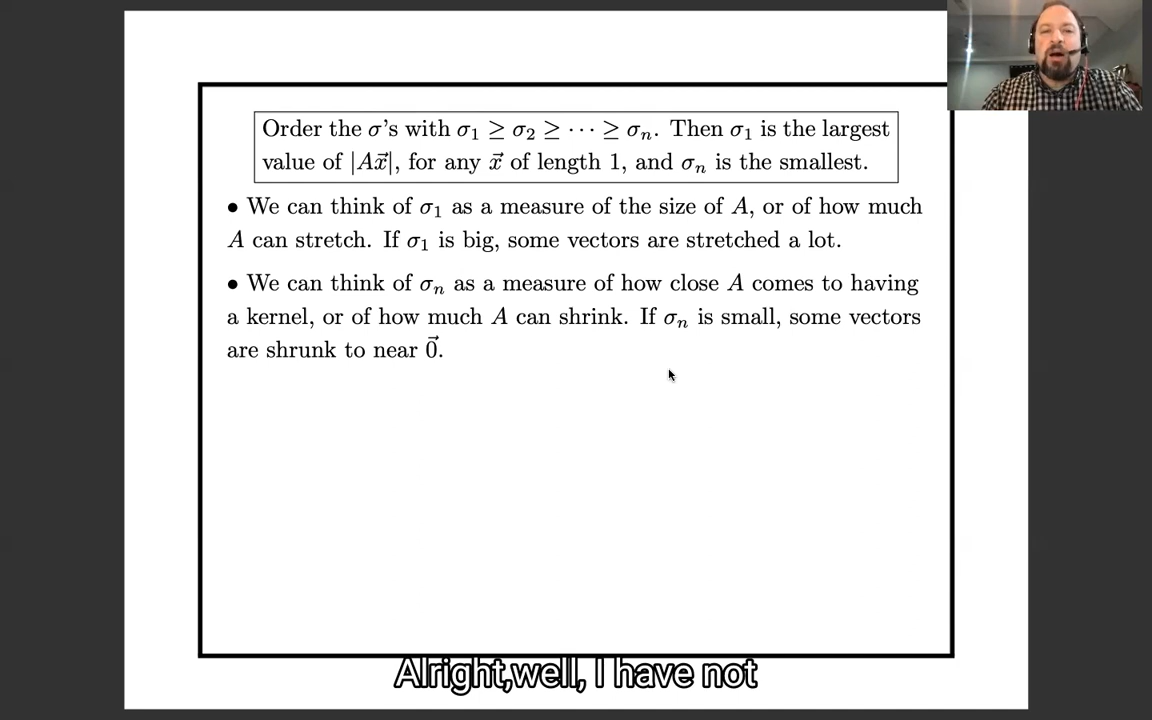 Order the σ's with σ₁ ≥ σ₂ ≥ ⋯ ≥ σₙ. Then σ₁ is the largest
value of |Ax⃗|, for any x⃗ of length 1, and σₙ is the smallest.
• We can think of σ₁ as a measure of the size of A, or of how much
A can stretch. If σ₁ is big, some vectors are stretched a lot.
• We can think of σₙ as a measure of how close A comes to having
a kernel, or of how much A can shrink. If σₙ is small, some vectors
are shrunk to near 0⃗.
Alright,well, I have not